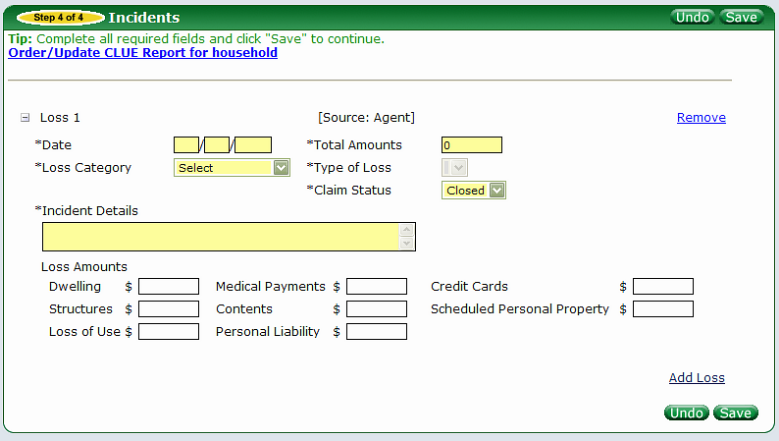 Step 4 of 4 Incidents Undo Save
Tip: Complete all required fields and click "Save" to continue.
Order/Update CLUE Report for household
Loss 1 [Source: Agent] Remove
*Date / / *Total Amounts 0
*Loss Category Select *Type of Loss
*Claim Status Closed
*Incident Details
Loss Amounts
Dwelling $ Medical Payments $ Credit Cards $
Structures $ Contents $ Scheduled Personal Property $
Loss of Use $ Personal Liability $
Add Loss
Undo Save